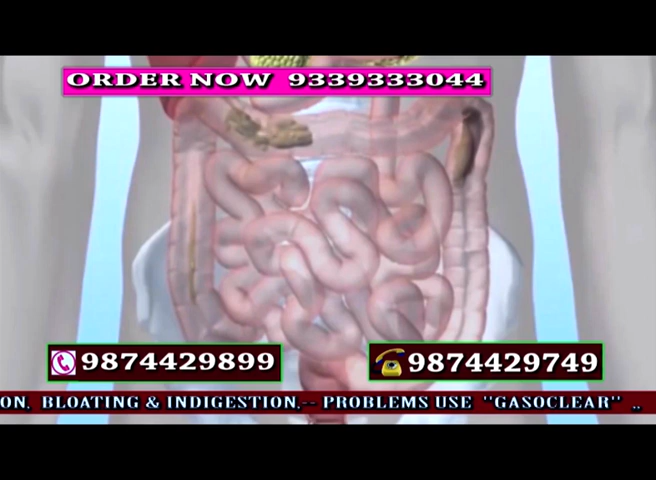 ORDER NOW 9339333044
9874429899
9874429749
ON, BLOATING & INDIGESTION,-- PROBLEMS USE "GASOCLEAR" ..